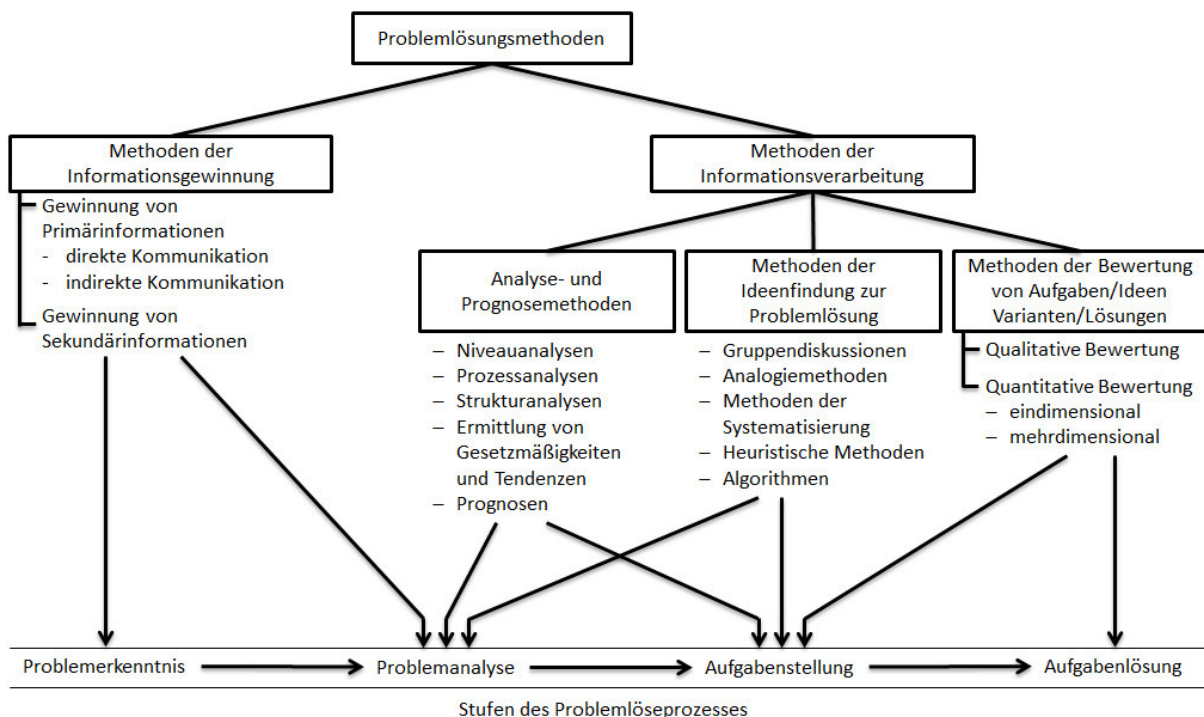 Problemlösungsmethoden
Methoden der
Informationsgewinnung
Gewinnung von
Primärinformationen
- direkte Kommunikation
- indirekte Kommunikation
Gewinnung von
Sekundärinformationen
Methoden der
Informationsverarbeitung
Analyse- und
Prognosemethoden
– Niveauanalysen
– Prozessanalysen
– Strukturanalysen
– Ermittlung von
Gesetzmäßigkeiten
und Tendenzen
– Prognosen
Methoden der
Ideenfindung zur
Problemlösung
– Gruppendiskussionen
– Analogiemethoden
– Methoden der
Systematisierung
– Heuristische Methoden
– Algorithmen
Methoden der Bewertung
von Aufgaben/Ideen
Varianten/Lösungen
Qualitative Bewertung
Quantitative Bewertung
– eindimensional
– mehrdimensional
Problemerkenntnis
Problemanalyse
Aufgabenstellung
Aufgabenlösung
Stufen des Problemlöseprozesses